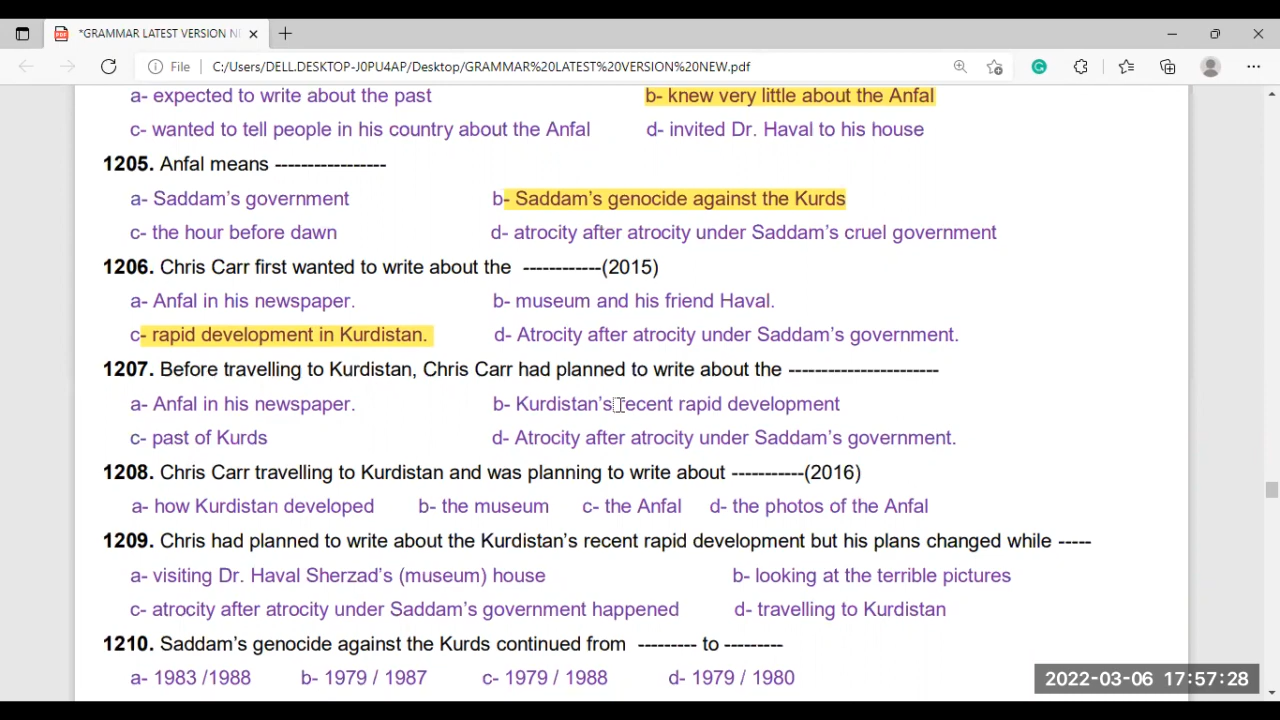 *GRAMMAR LATEST VERSION N
File C:/Users/DELL.DESKTOP-J0PU4AP/Desktop/GRAMMAR%20LATEST%20VERSION%20NEW.pdf
a- expected to write about the past b- knew very little about the Anfal
c- wanted to tell people in his country about the Anfal d- invited Dr. Haval to his house
1205. Anfal means -----------------
a- Saddam's government b- Saddam's genocide against the Kurds
c- the hour before dawn d- atrocity after atrocity under Saddam's cruel government
1206. Chris Carr first wanted to write about the ------------(2015)
a- Anfal in his newspaper. b- museum and his friend Haval.
c- rapid development in Kurdistan. d- Atrocity after atrocity under Saddam's government.
1207. Before travelling to Kurdistan, Chris Carr had planned to write about the -----------------------
a- Anfal in his newspaper. b- Kurdistan's recent rapid development
c- past of Kurds d- Atrocity after atrocity under Saddam's government.
1208. Chris Carr travelling to Kurdistan and was planning to write about -----------(2016)
a- how Kurdistan developed b- the museum c- the Anfal d- the photos of the Anfal
1209. Chris had planned to write about the Kurdistan's recent rapid development but his plans changed while -----
a- visiting Dr. Haval Sherzad's (museum) house b- looking at the terrible pictures
c- atrocity after atrocity under Saddam's government happened d- travelling to Kurdistan
1210. Saddam's genocide against the Kurds continued from --------- to ---------
a- 1983 /1988 b- 1979 / 1987 c- 1979 / 1988 d- 1979 / 1980
2022-03-06 17:57:28